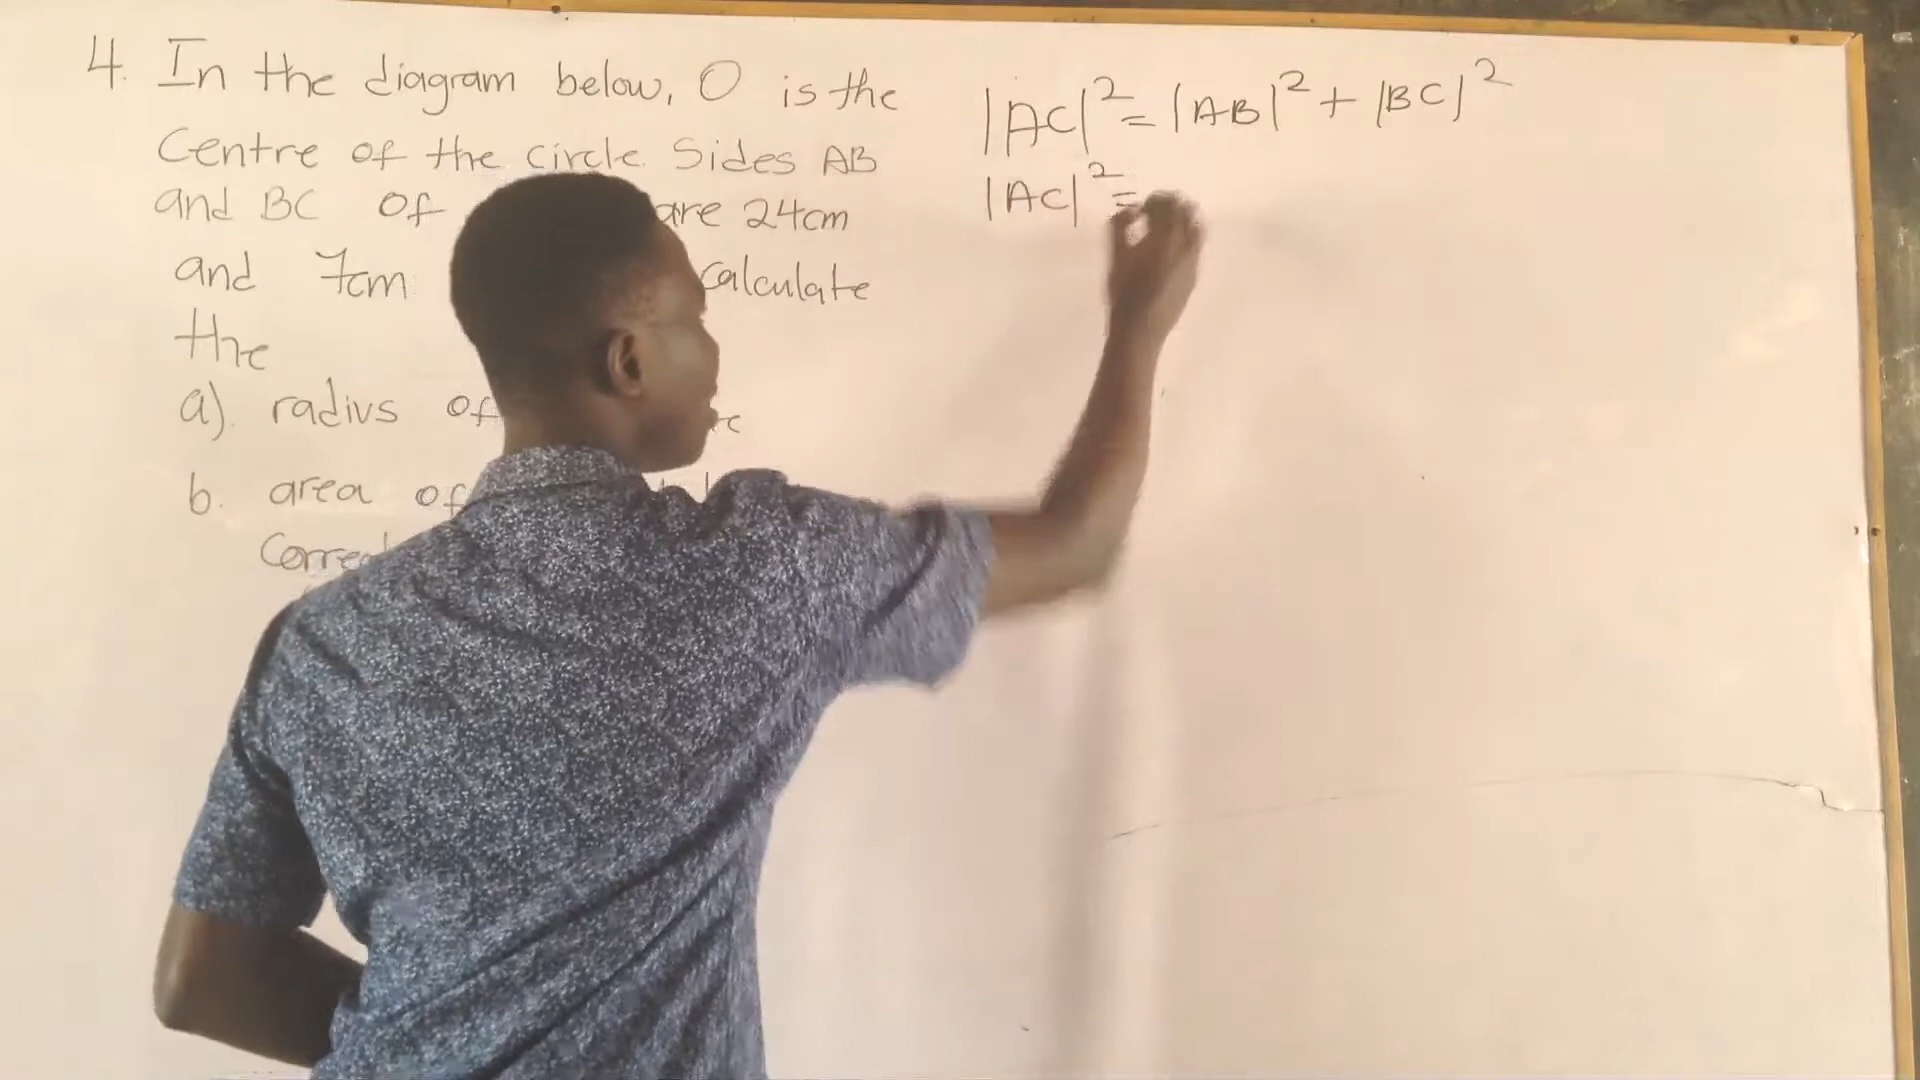 4. In the diagram below, O is the
Centre of the circle. Sides AB
and BC of are 24cm
and 7cm calculate
the
a). radius of
b. area of
|AC|² = |AB|² + |BC|²
|AC|² =